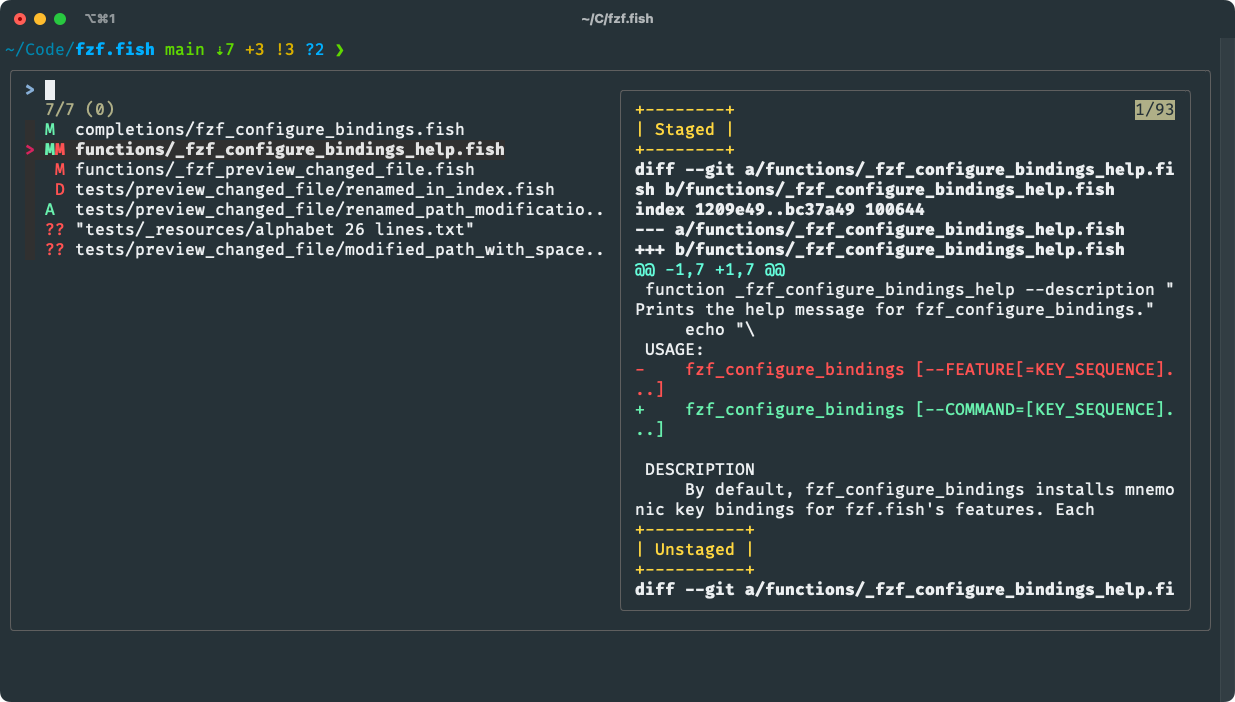 ⌥⌘1
~/C/fzf.fish
~/Code/fzf.fish main ⇣7 +3 !3 ?2 ❯
>
7/7 (0)
M  completions/fzf_configure_bindings.fish
> MM functions/_fzf_configure_bindings_help.fish
M functions/_fzf_preview_changed_file.fish
D tests/preview_changed_file/renamed_in_index.fish
A  tests/preview_changed_file/renamed_path_modificatio..
?? "tests/_resources/alphabet 26 lines.txt"
?? tests/preview_changed_file/modified_path_with_space..
1/93
+--------+
| Staged |
+--------+
diff --git a/functions/_fzf_configure_bindings_help.fi
sh b/functions/_fzf_configure_bindings_help.fish
index 1209e49..bc37a49 100644
--- a/functions/_fzf_configure_bindings_help.fish
+++ b/functions/_fzf_configure_bindings_help.fish
@@ -1,7 +1,7 @@
 function _fzf_configure_bindings_help --description "
Prints the help message for fzf_configure_bindings."
     echo "\
 USAGE:
-    fzf_configure_bindings [--FEATURE[=KEY_SEQUENCE].
..]
+    fzf_configure_bindings [--COMMAND=[KEY_SEQUENCE].
..]
 DESCRIPTION
     By default, fzf_configure_bindings installs mnemo
nic key bindings for fzf.fish's features. Each
+----------+
| Unstaged |
+----------+
diff --git a/functions/_fzf_configure_bindings_help.fi